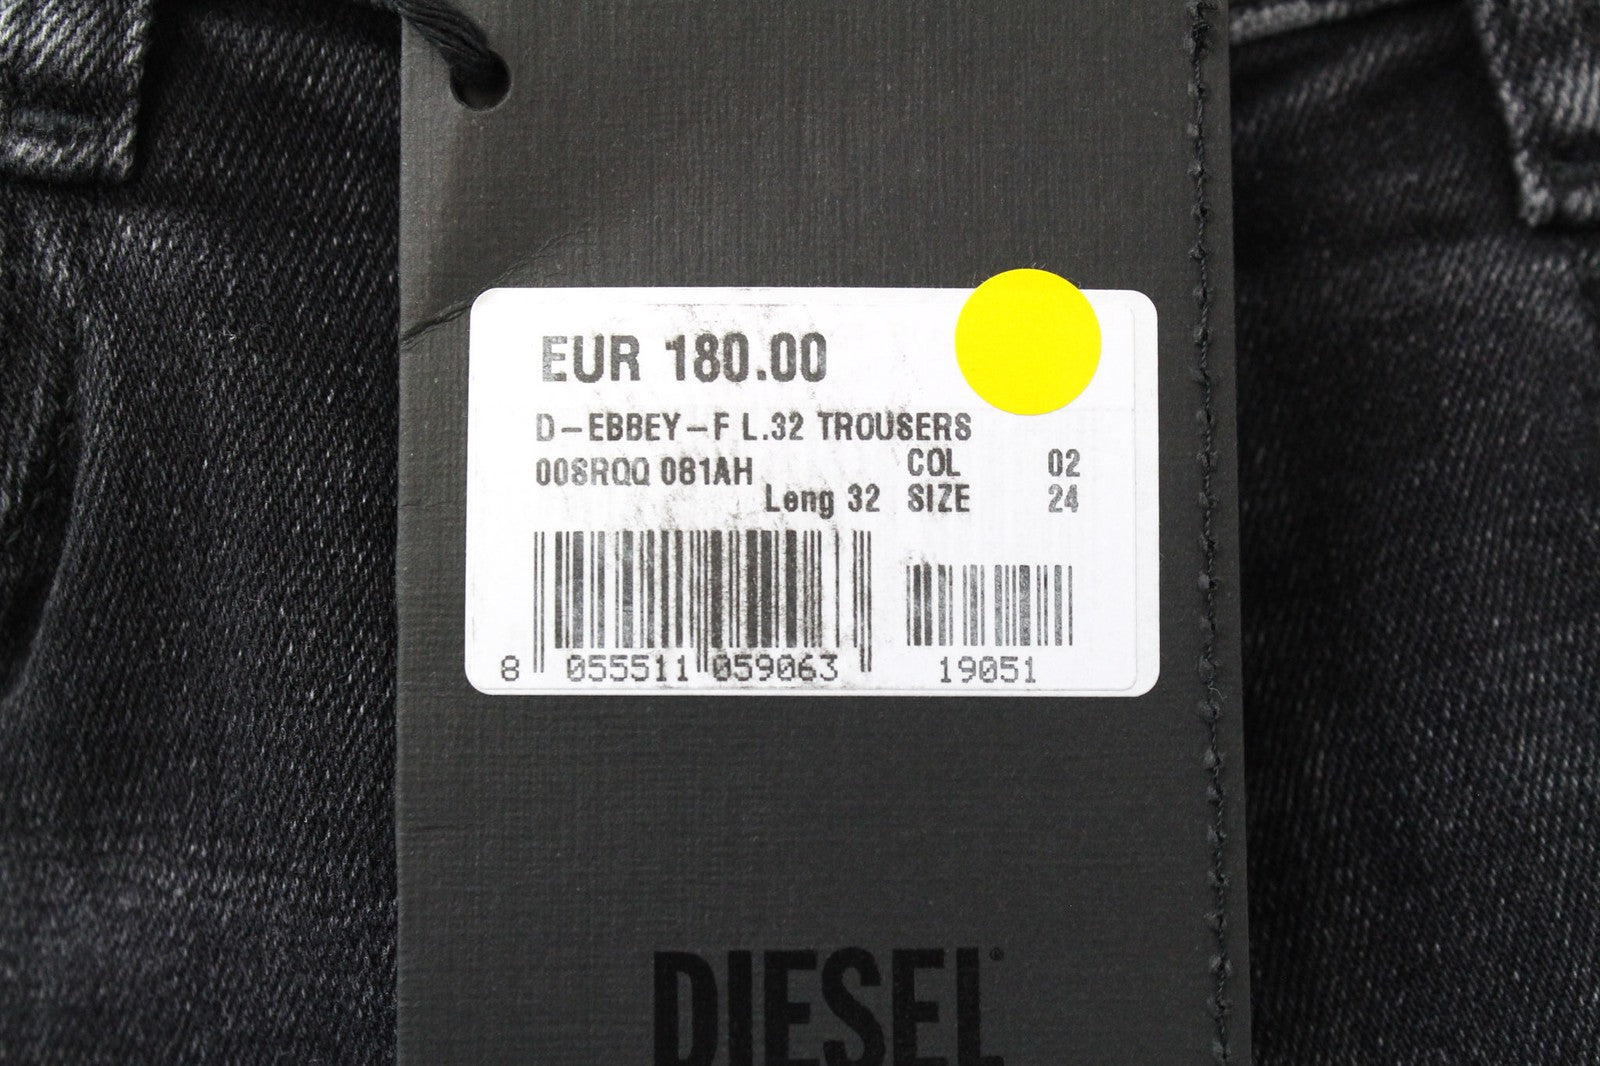 EUR 180.00
D-EBBEY-F L.32 TROUSERS
00SRQQ 081AH COL 02
Leng 32 SIZE 24
8 055511 059063 19051
DIESEL®